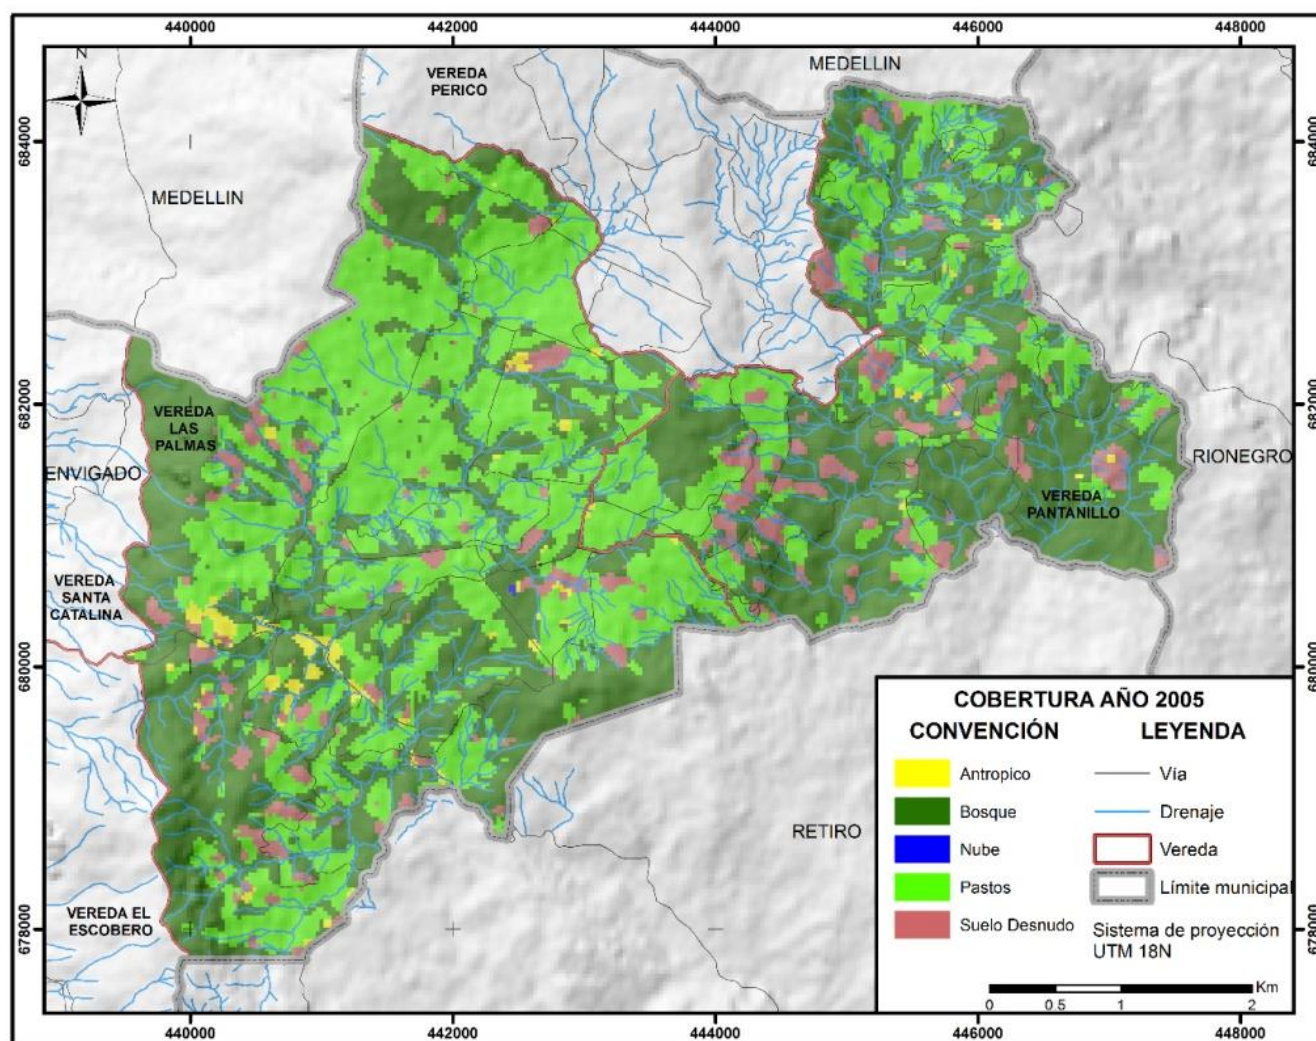 440000 442000 444000 446000 448000
N
VEREDA
PERICO
MEDELLIN
684000
684000
MEDELLIN
682000
682000
VEREDA
LAS
PALMAS
ENVIGADO
RIONEGRO
VEREDA
PANTANILLO
VEREDA
SANTA
CATALINA
680000
680000
RETIRO
VEREDA EL
ESCOBERO
678000
678000
COBERTURA AÑO 2005
CONVENCIÓN
Antropico
Bosque
Nube
Pastos
Suelo Desnudo
LEYENDA
Vía
Drenaje
Vereda
Límite municipal
Sistema de proyección
UTM 18N
Km
0 0.5 1 2
440000 442000 444000 446000 448000